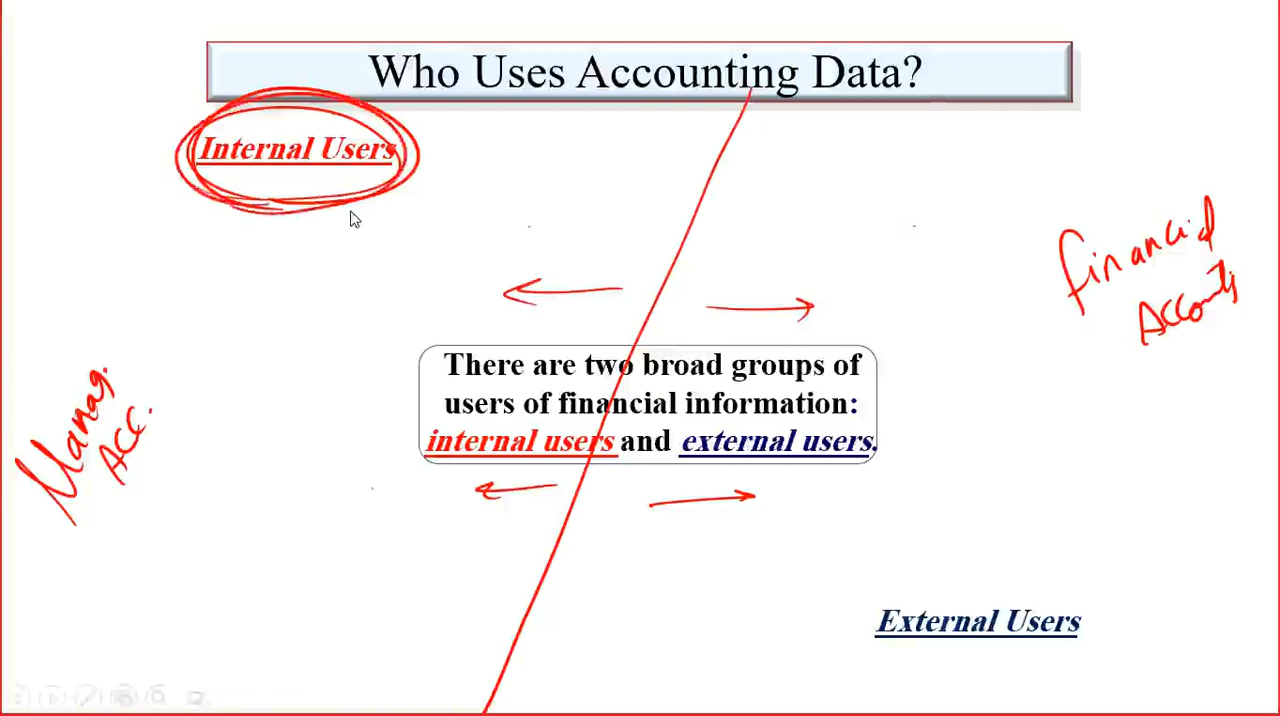 Who Uses Accounting Data?
Internal Users
Financial
Accounts
There are two broad groups of
users of financial information:
internal users and external users.
Manag.
Acc.
External Users